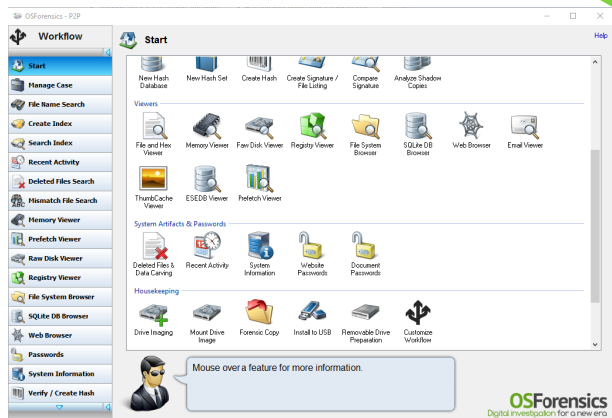 OSForensics - P2P
Workflow
Start
Manage Case
File Name Search
Create Index
Search Index
Recent Activity
Deleted Files Search
Mismatch File Search
Memory Viewer
Prefetch Viewer
Raw Disk Viewer
Registry Viewer
File System Browser
SQLite DB Browser
Web Browser
Passwords
System Information
Verify / Create Hash
Start
Help
New Hash Database
New Hash Set
Create Hash
Create Signature / File Listing
Compare Signature
Analyze Shadow Copies
Viewers
File and Hex Viewer
Memory Viewer
Raw Disk Viewer
Registry Viewer
File System Browser
SQLite DB Browser
Web Browser
Email Viewer
ThumbCache Viewer
ESEDB Viewer
Prefetch Viewer
System Artifacts & Passwords
Deleted Files & Data Carving
Recent Activity
System Information
Website Passwords
Document Passwords
Housekeeping
Drive Imaging
Mount Drive Image
Forensic Copy
Install to USB
Removable Drive Preparation
Customize Workflow
Mouse over a feature for more information.
OSForensics
Digital investigation for a new era